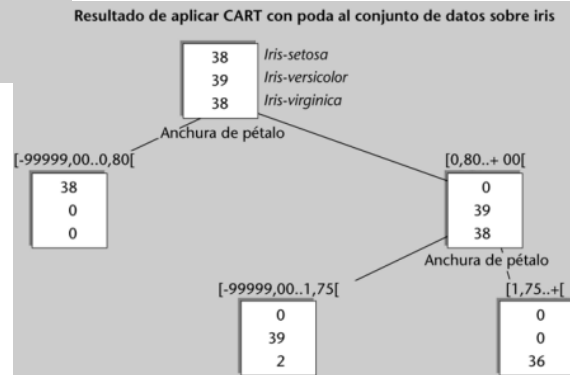 Resultado de aplicar CART con poda al conjunto de datos sobre iris
38 Iris-setosa
39 Iris-versicolor
38 Iris-virginica
Anchura de pétalo
[-99999,00..0,80[
[0,80..+ 00[
38
0
0
0
39
38
Anchura de pétalo
[-99999,00..1,75[
[1,75..+[
0
39
2
0
0
36